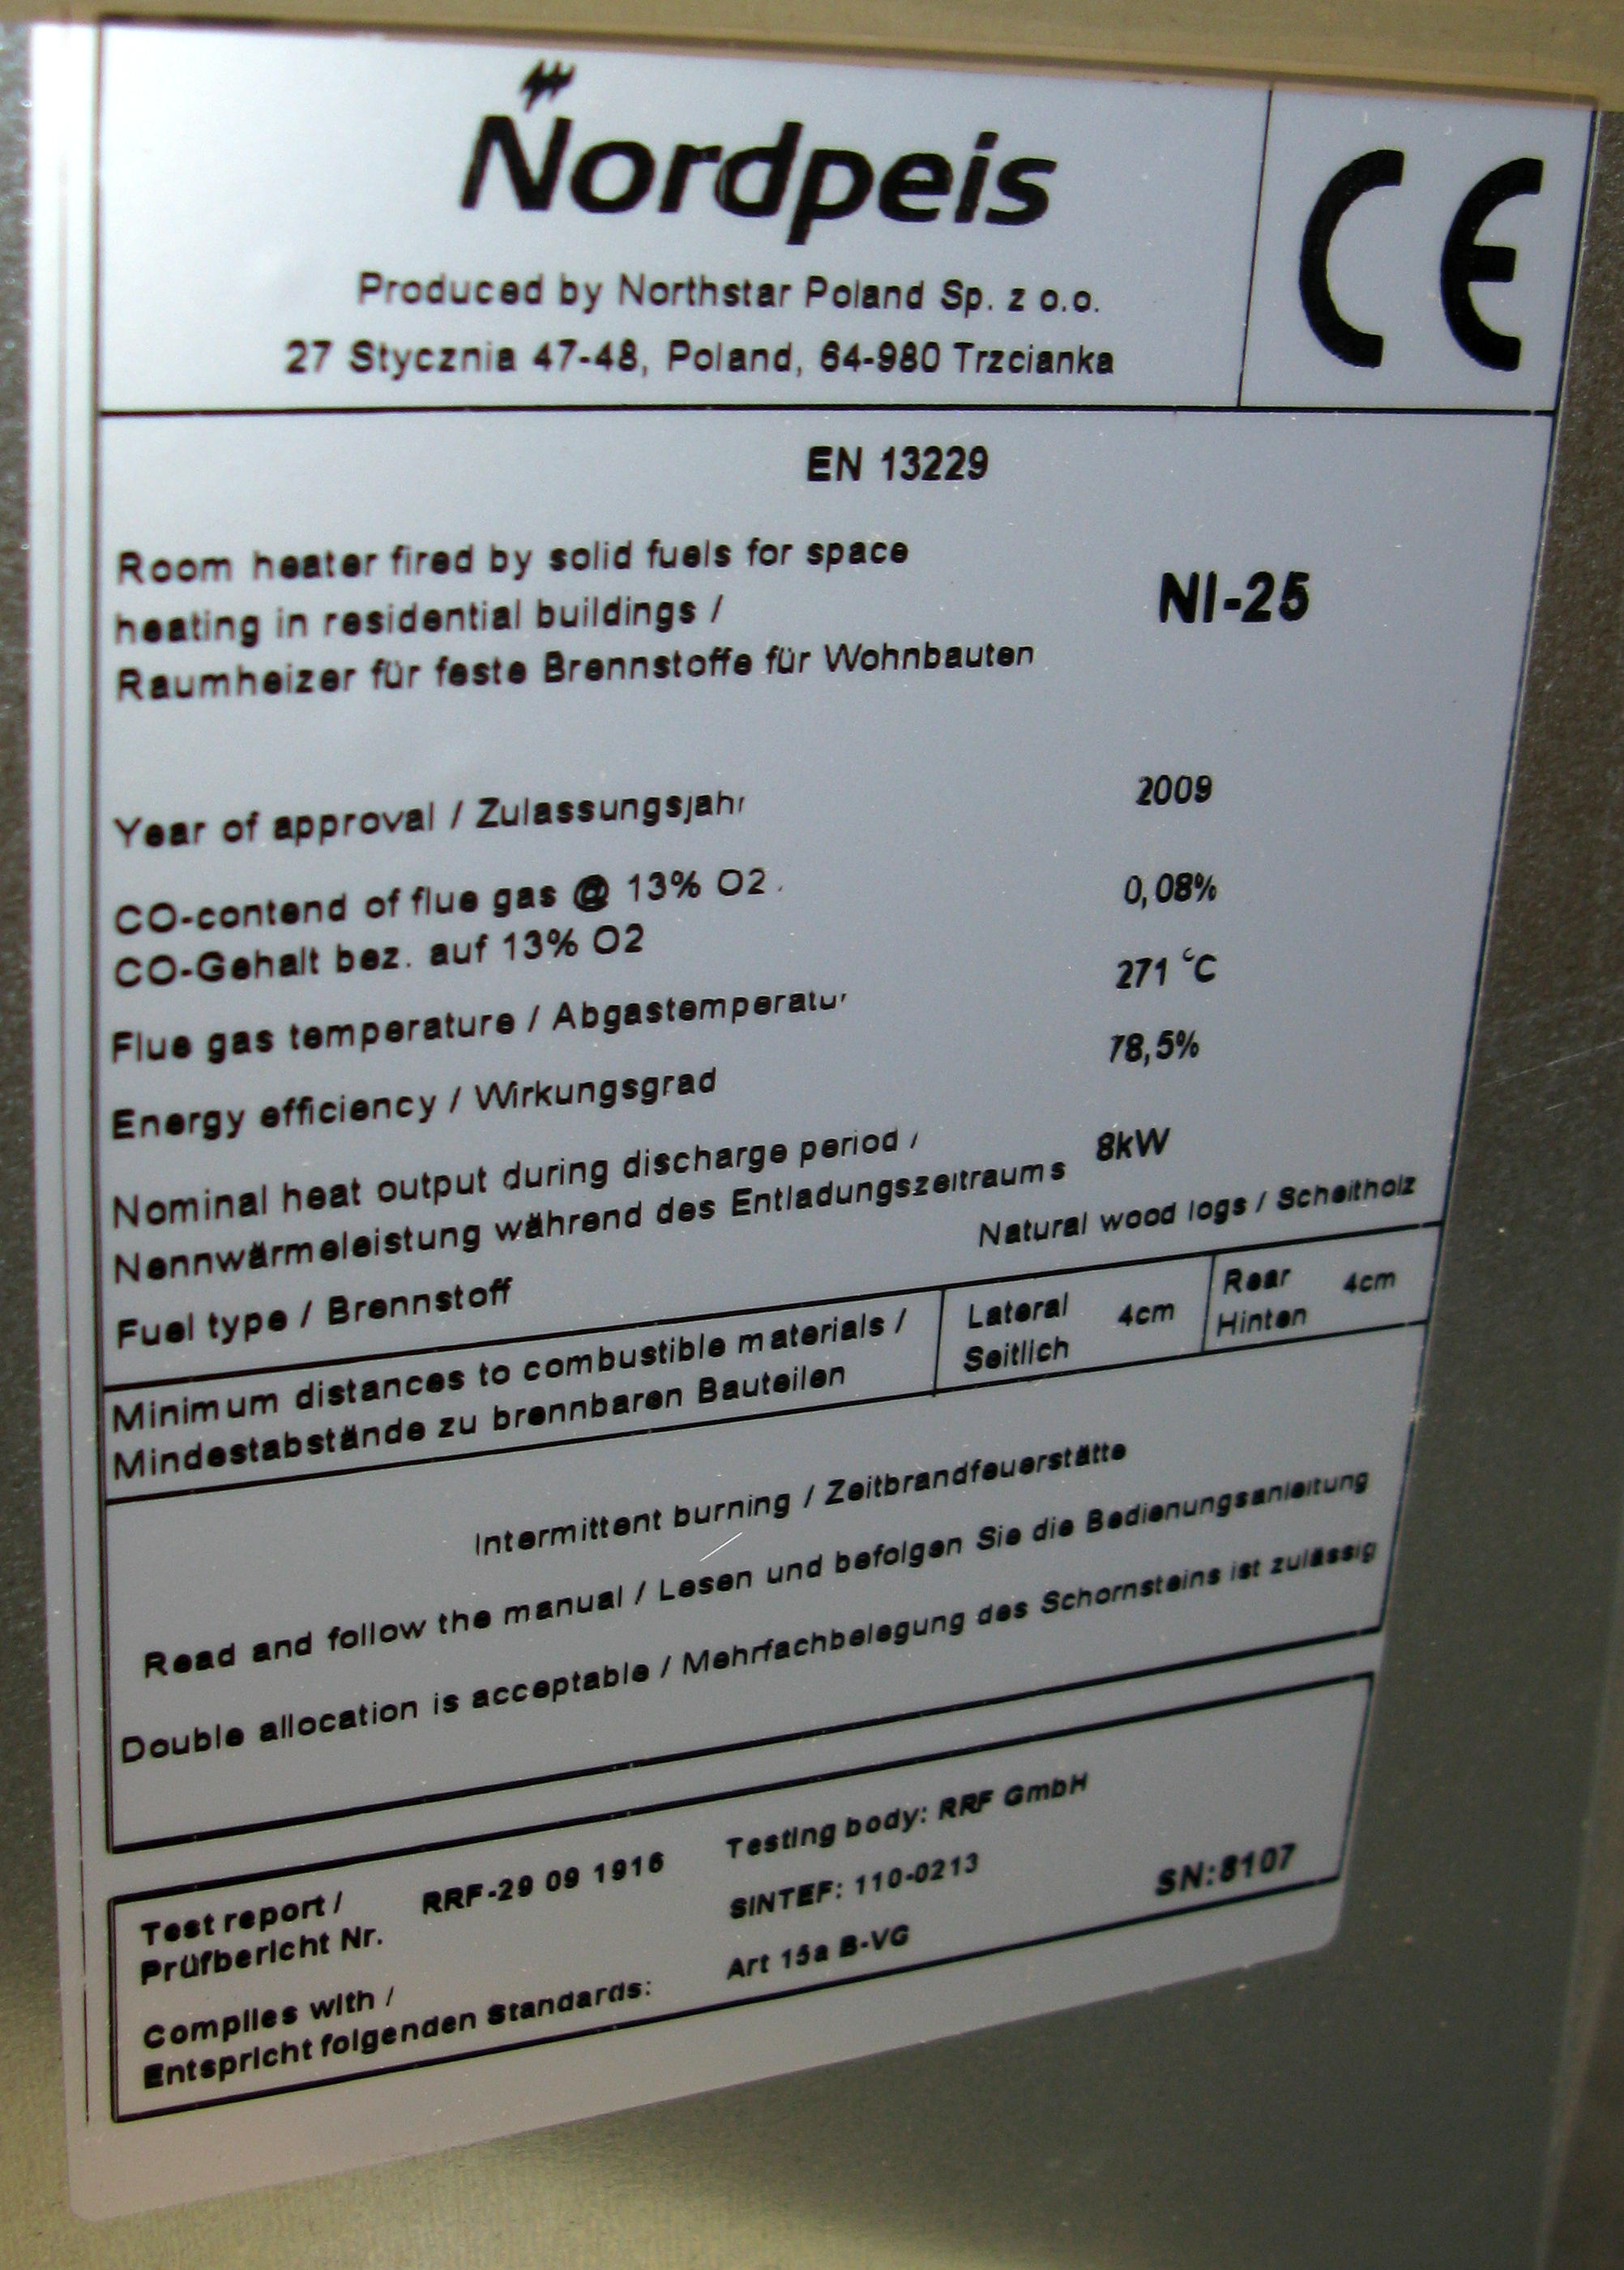 Nordpeis
CE
Produced by Northstar Poland Sp. z o.o.
27 Stycznia 47-48, Poland, 64-980 Trzcianka
EN 13229
Room heater fired by solid fuels for space
heating in residential buildings /
Raumheizer für feste Brennstoffe für Wohnbauten
NI-25
Year of approval / Zulassungsjahr 2009
CO-contend of flue gas @ 13% O2. 0,08%
CO-Gehalt bez. auf 13% O2
Flue gas temperature / Abgastemperatur 271 °C
Energy efficiency / Wirkungsgrad 78,5%
Nominal heat output during discharge period /
Nennwärmeleistung während des Entladungszeitraums 8kW
Fuel type / Brennstoff Natural wood logs / Scheitholz
Minimum distances to combustible materials /
Mindestabstände zu brennbaren Bauteilen
Lateral 4cm
Seitlich
Rear 4cm
Hinten
Intermittent burning / Zeitbrandfeuerstätte
Read and follow the manual / Lesen und befolgen Sie die Bedienungsanleitung
Double allocation is acceptable / Mehrfachbelegung des Schornsteins ist zulässig
Test report / RRF-29 09 1916 Testing body: RRF GmbH
Prüfbericht Nr.
SINTEF: 110-0213 SN:8107
Complies with / Art 15a B-VG
Entspricht folgenden Standards: